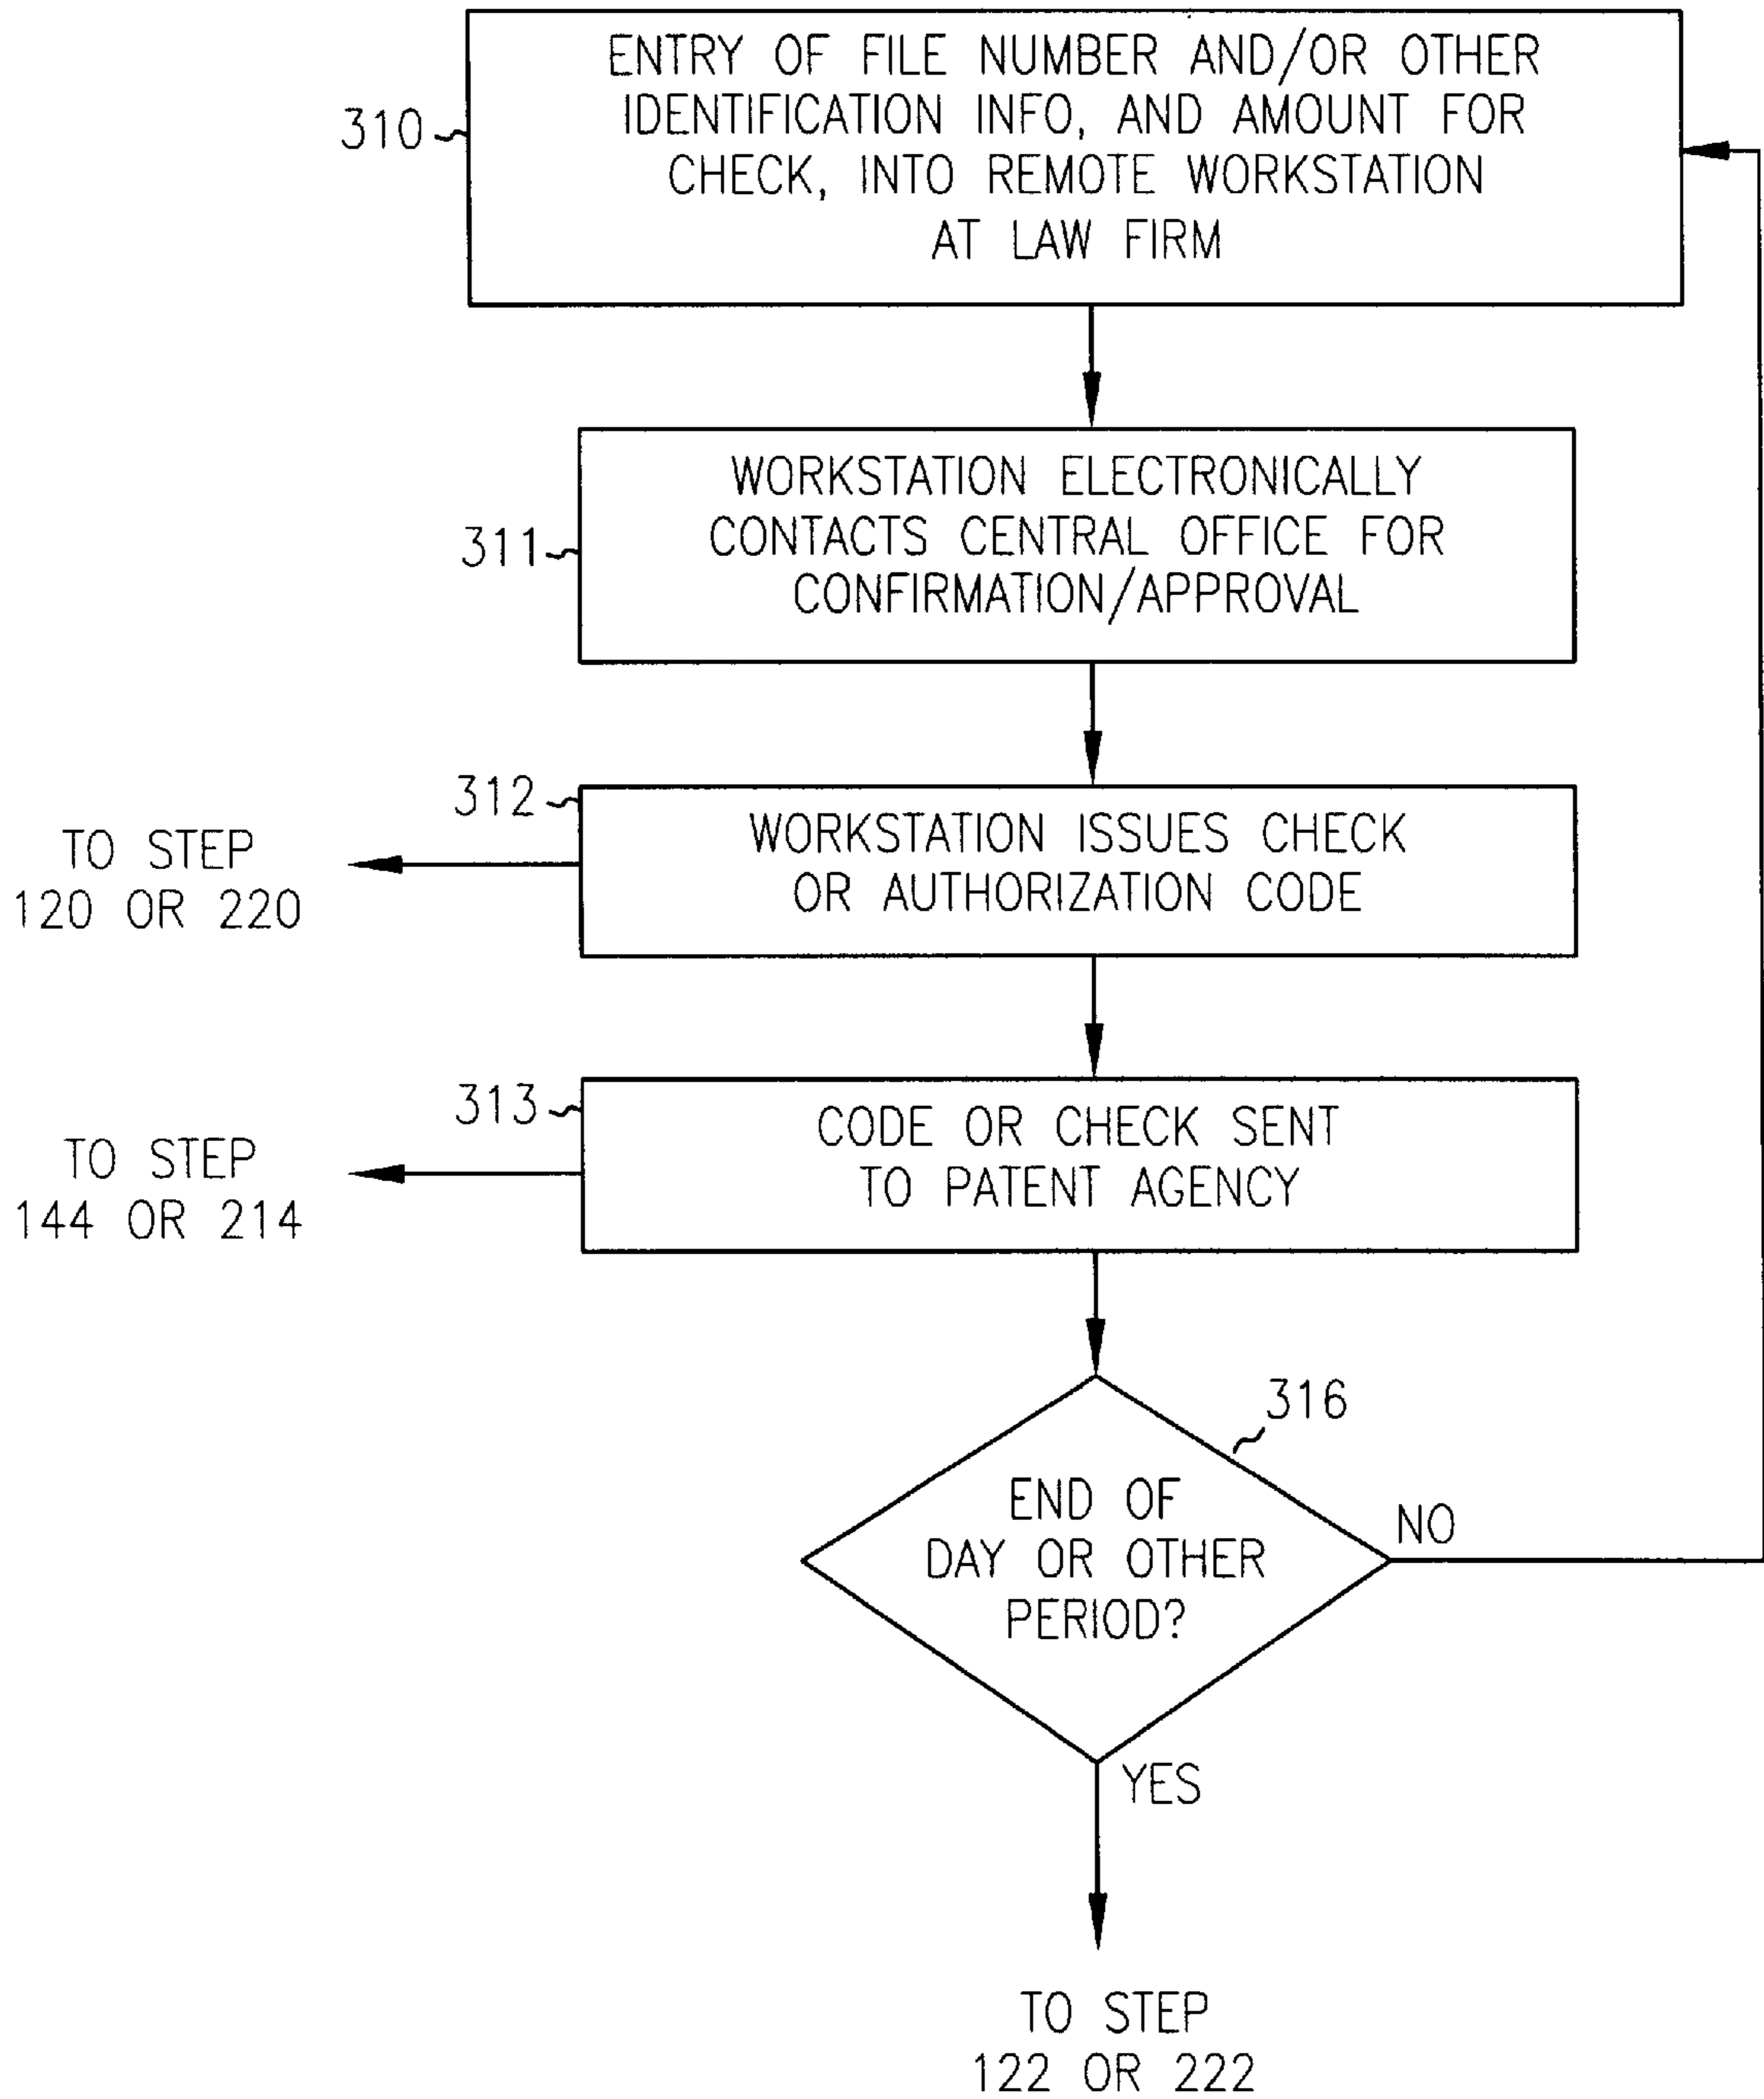 ENTRY OF FILE NUMBER AND/OR OTHER
IDENTIFICATION INFO, AND AMOUNT FOR
CHECK, INTO REMOTE WORKSTATION
AT LAW FIRM
310
WORKSTATION ELECTRONICALLY
CONTACTS CENTRAL OFFICE FOR
CONFIRMATION/APPROVAL
311
312
WORKSTATION ISSUES CHECK
OR AUTHORIZATION CODE
TO STEP
120 OR 220
313
CODE OR CHECK SENT
TO PATENT AGENCY
TO STEP
144 OR 214
316
END OF
DAY OR OTHER
PERIOD?
NO
YES
TO STEP
122 OR 222